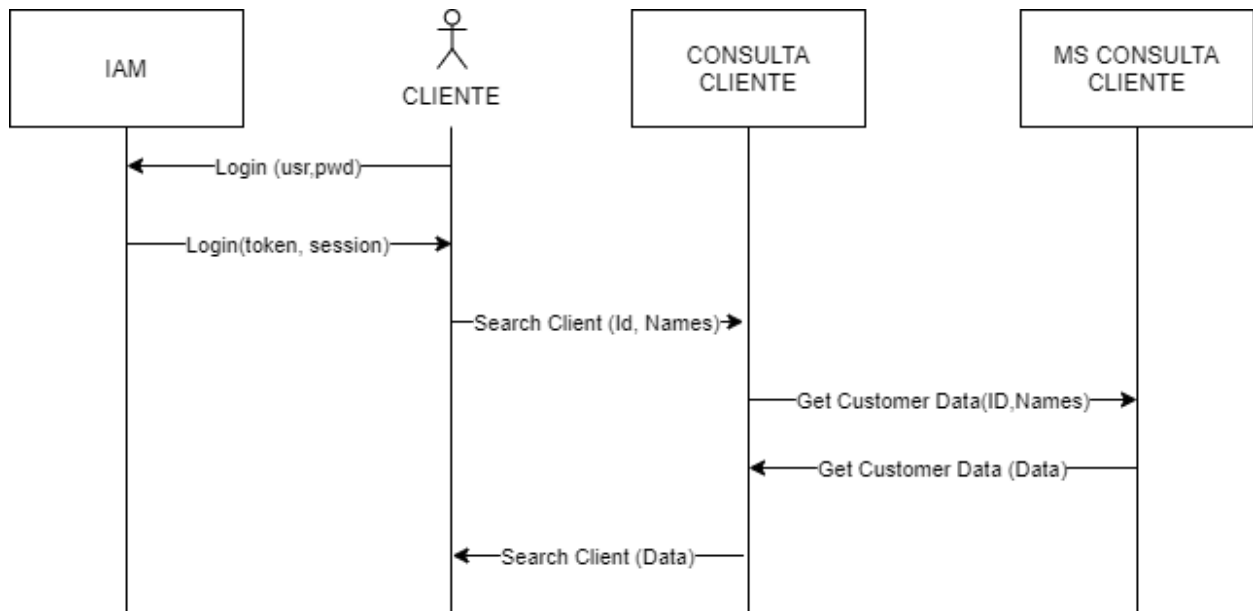 IAM
CLIENTE
CONSULTA
CLIENTE
MS CONSULTA
CLIENTE
Login (usr,pwd)
Login(token, session)
Search Client (Id, Names)
Get Customer Data(ID,Names)
Get Customer Data (Data)
Search Client (Data)